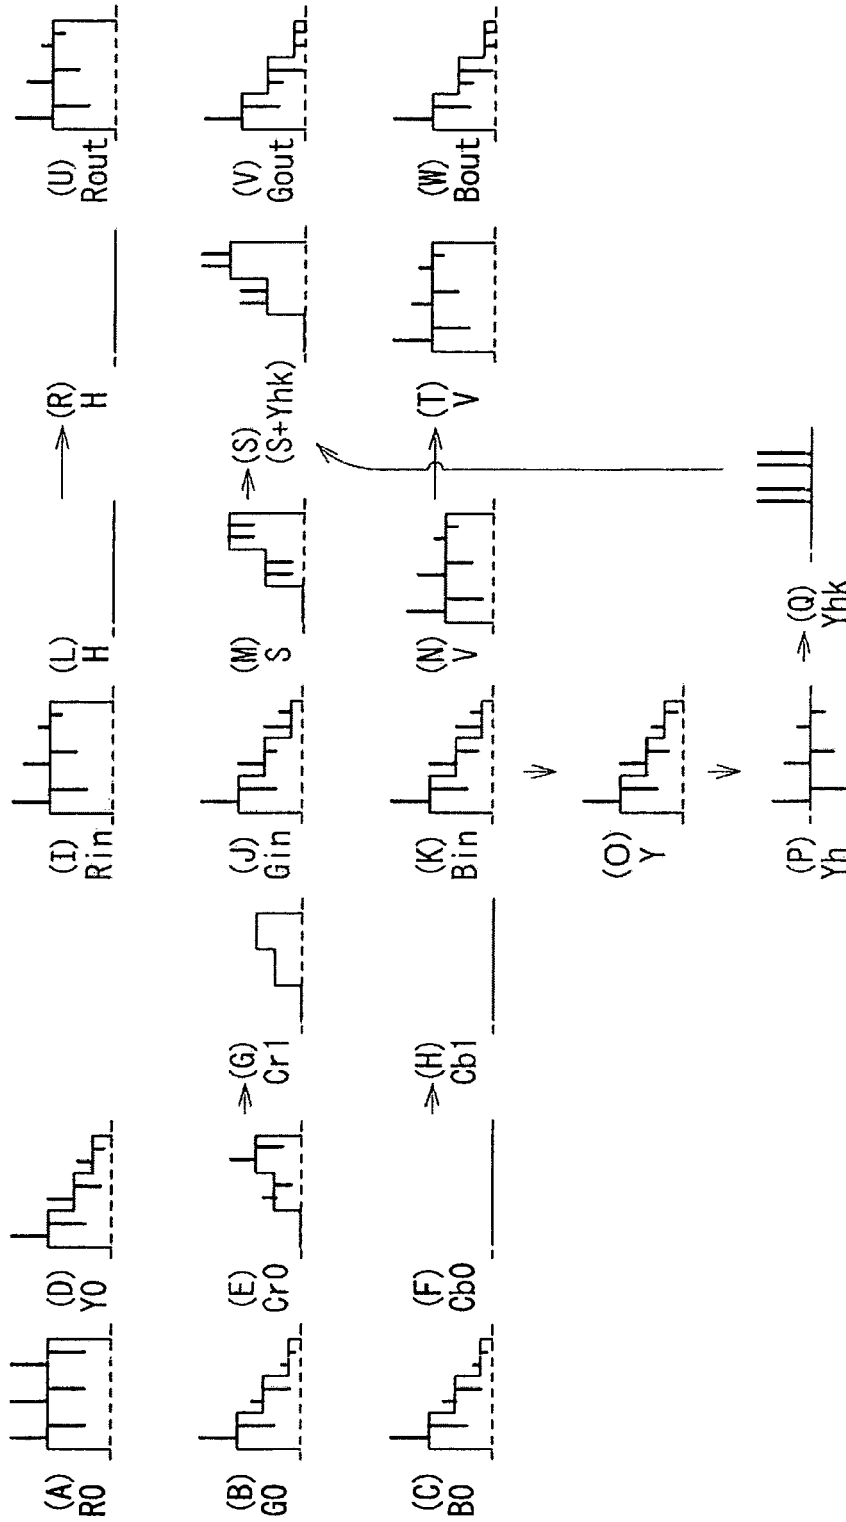 (A)
R0
(B)
G0
(C)
B0
(D)
Y0
(E)
Cr0
(F)
Cb0
(G)
Cr1
(H)
Cb1
(I)
Rin
(J)
Gin
(K)
Bin
(O)
Y
(P)
Yh
(L)
H
(M)
S
(N)
V
(Q)
Yhk
(R)
H
(S)
(S+Yhk)
(T)
V
(U)
Rout
(V)
Gout
(W)
Bout